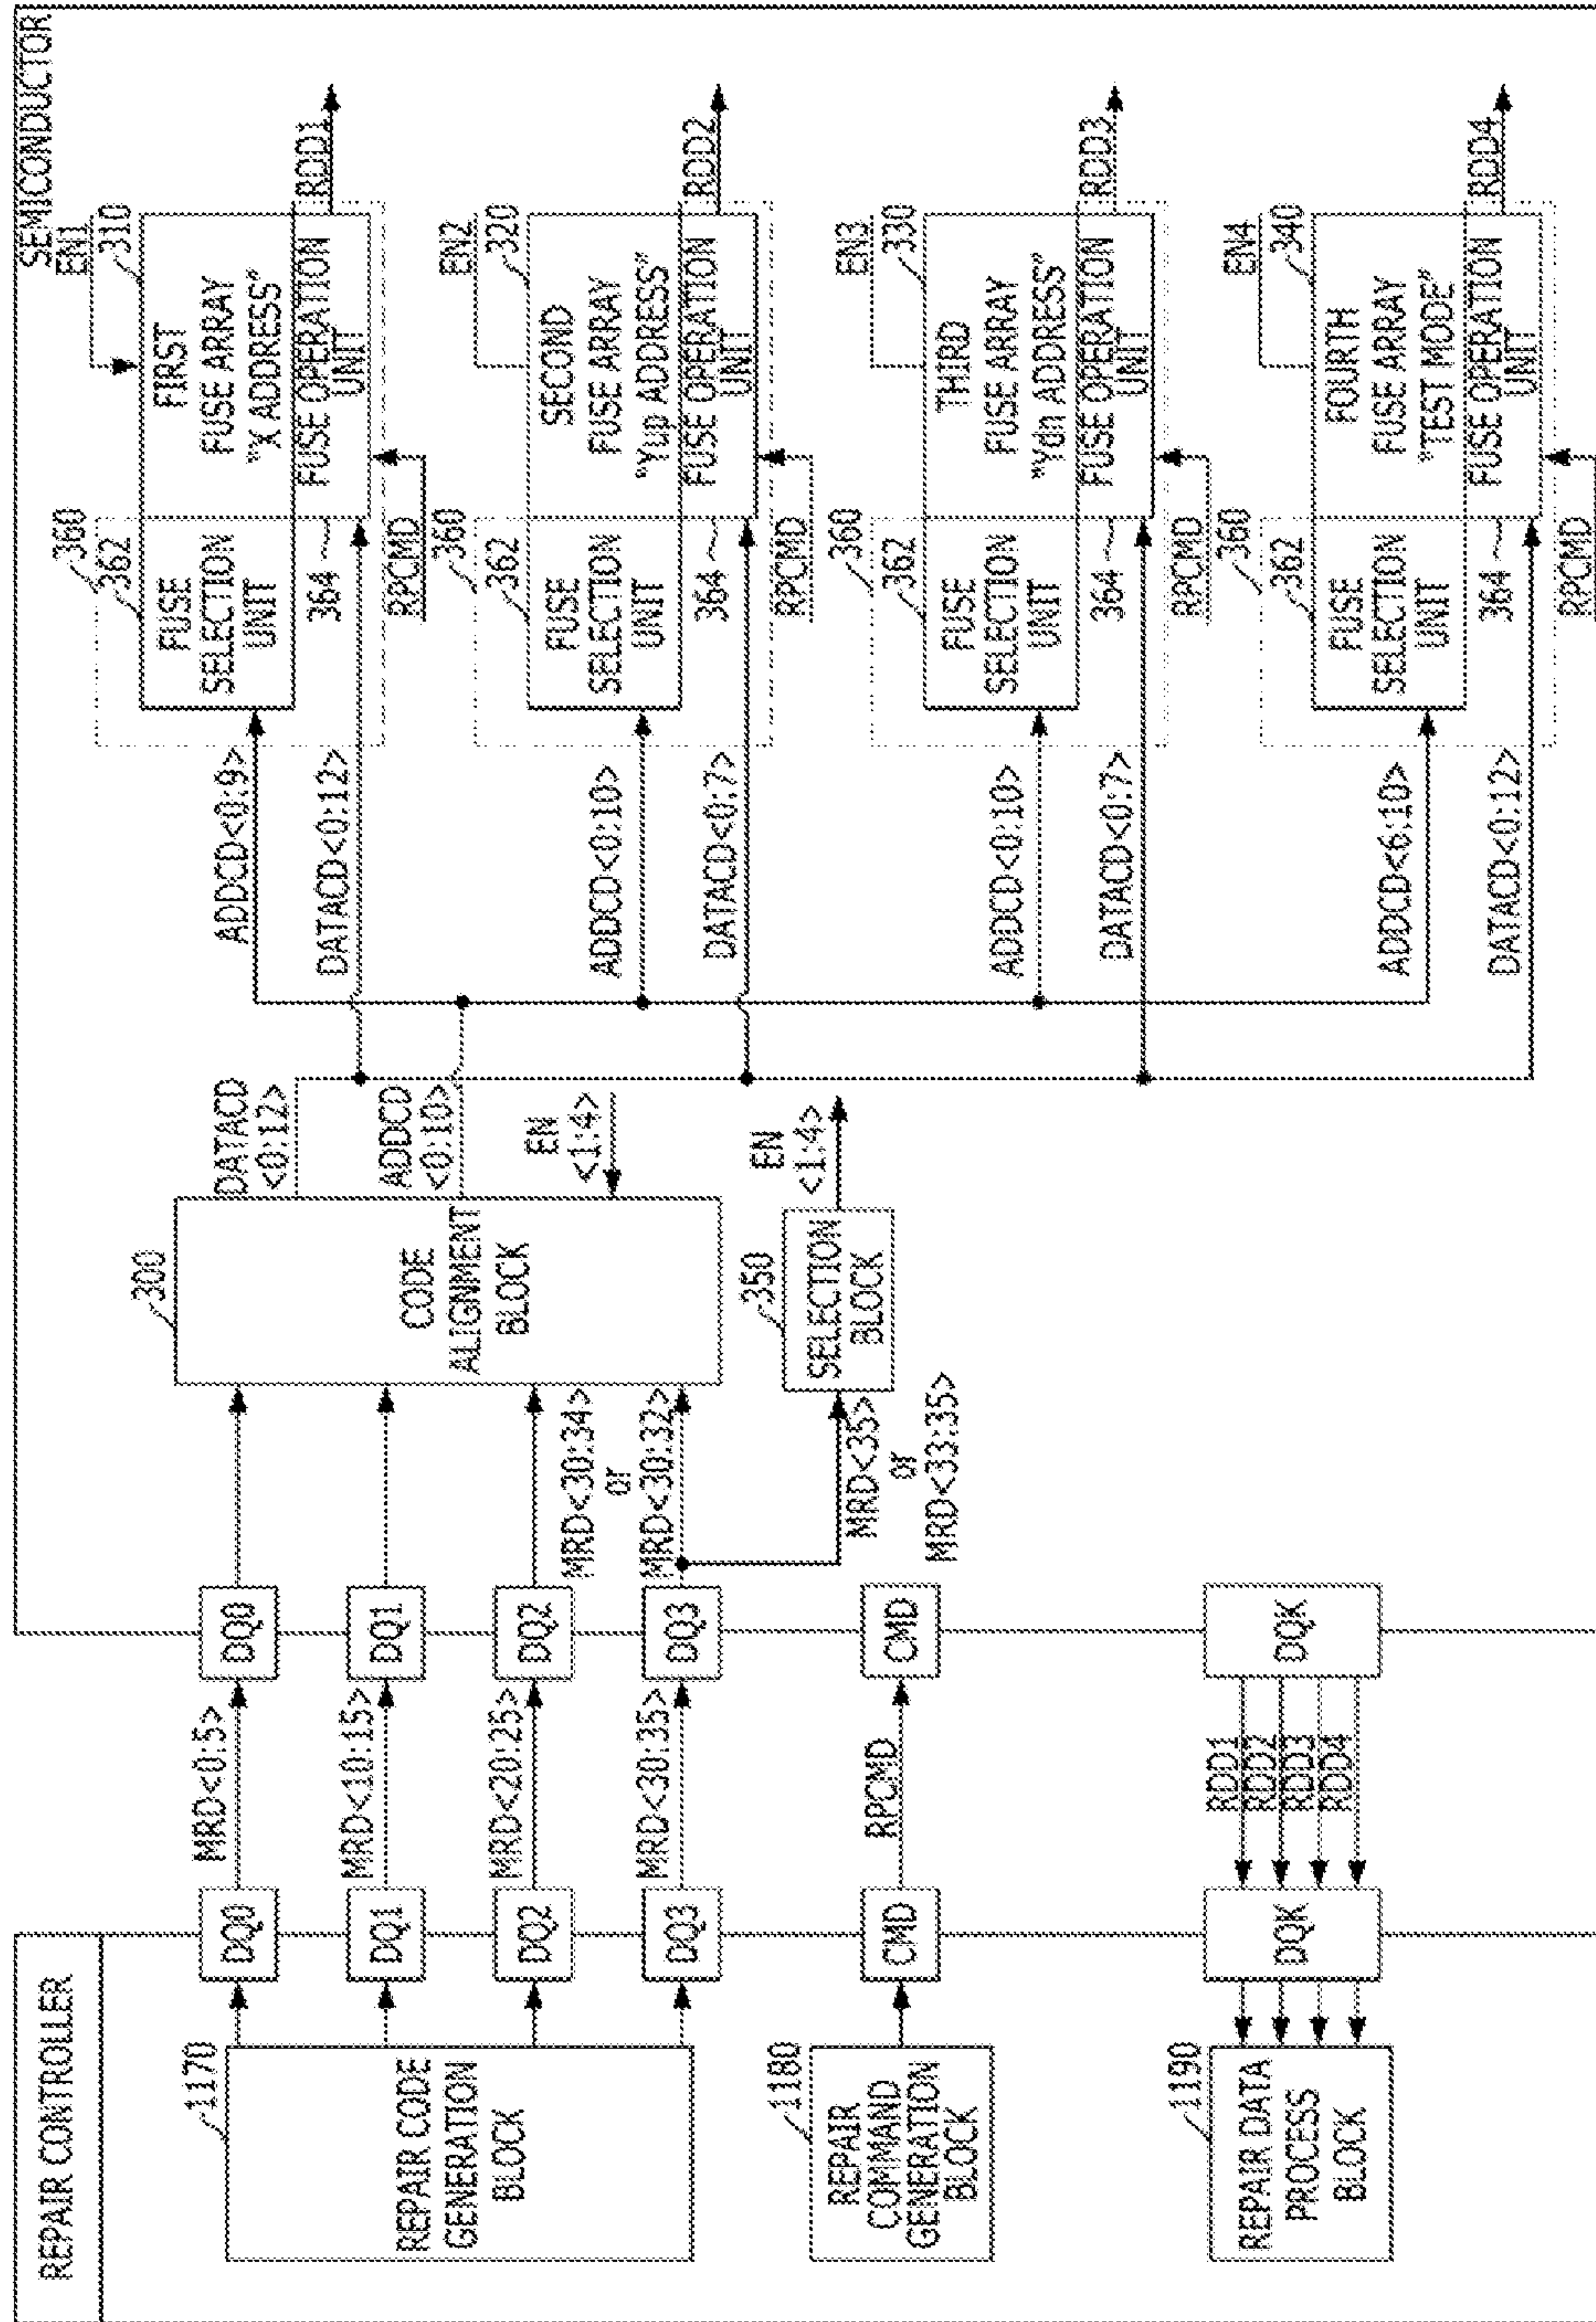 REPAIR CONTROLLER
1170
REPAIR CODE
GENERATION
BLOCK
1180
REPAIR
COMMAND
GENERATION
BLOCK
1190
REPAIR DATA
PROCESS
BLOCK
DQ0
DQ1
DQ2
DQ3
CMD
DQK
MRD<0:5>
MRD<10:15>
MRD<20:25>
MRD<30:35>
RPCMD
RDD1
RDD2
RDD3
RDD4
SEMICONDUCTOR
DQ0
DQ1
DQ2
DQ3
CMD
DQK
MRD<30:34>
or
MRD<30:32>
MRD<35>
or
MRD<33:35>
300
CODE
ALIGNMENT
BLOCK
350
SELECTION
BLOCK
DATACD
<0:12>
ADDCD
<0:10>
EN
<1:4>
EN
<1:4>
ADDCD<0:9>
DATACD<0:12>
360
362
FUSE
SELECTION
UNIT
364
RPCMD
EN1
310
FIRST
FUSE ARRAY
"X ADDRESS"
FUSE OPERATION
UNIT
RDD1
ADDCD<0:10>
DATACD<0:7>
360
362
FUSE
SELECTION
UNIT
364
RPCMD
EN2
320
SECOND
FUSE ARRAY
"Yup ADDRESS"
FUSE OPERATION
UNIT
RDD2
ADDCD<0:10>
DATACD<0:7>
360
362
FUSE
SELECTION
UNIT
364
RPCMD
EN3
330
THIRD
FUSE ARRAY
"Ydn ADDRESS"
FUSE OPERATION
UNIT
RDD3
ADDCD<6:10>
DATACD<0:12>
360
362
FUSE
SELECTION
UNIT
364
RPCMD
EN4
340
FOURTH
FUSE ARRAY
"TEST MODE"
FUSE OPERATION
UNIT
RDD4